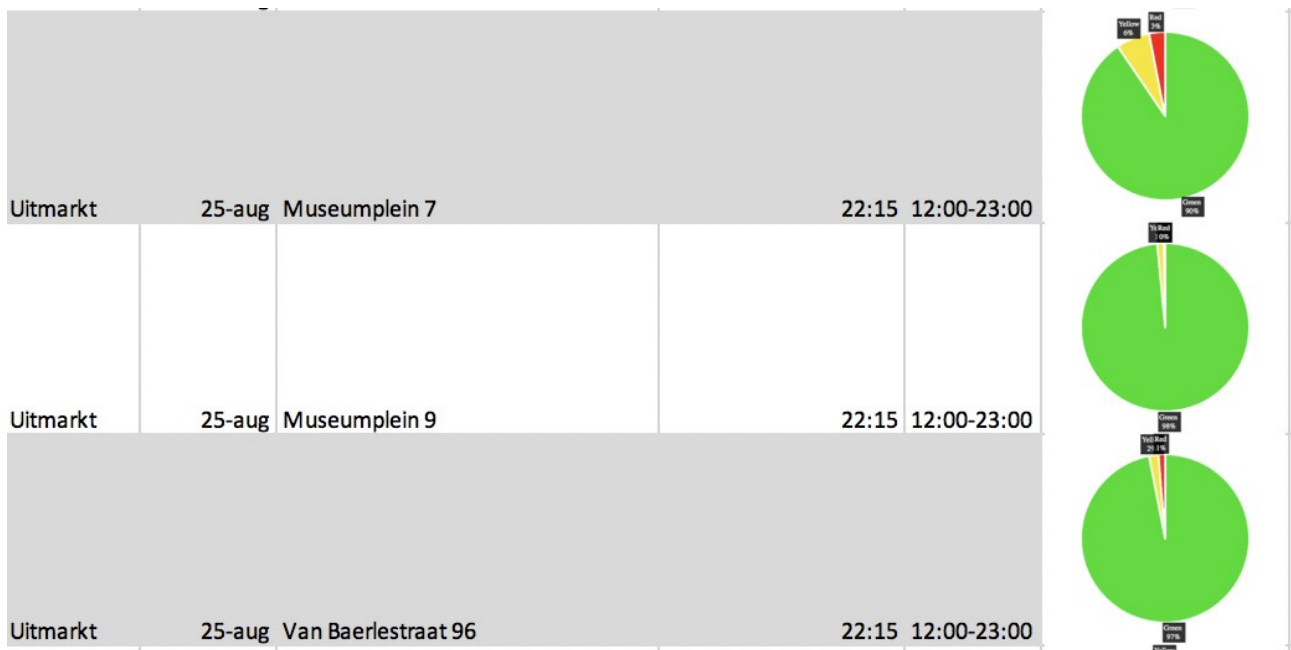 Yellow
6%
Red
3%
Green
90%
Uitmarkt 25-aug Museumplein 7 22:15 12:00-23:00
Red
0%
Green
98%
Uitmarkt 25-aug Museumplein 9 22:15 12:00-23:00
Red
1%
Green
97%
Uitmarkt 25-aug Van Baerlestraat 96 22:15 12:00-23:00